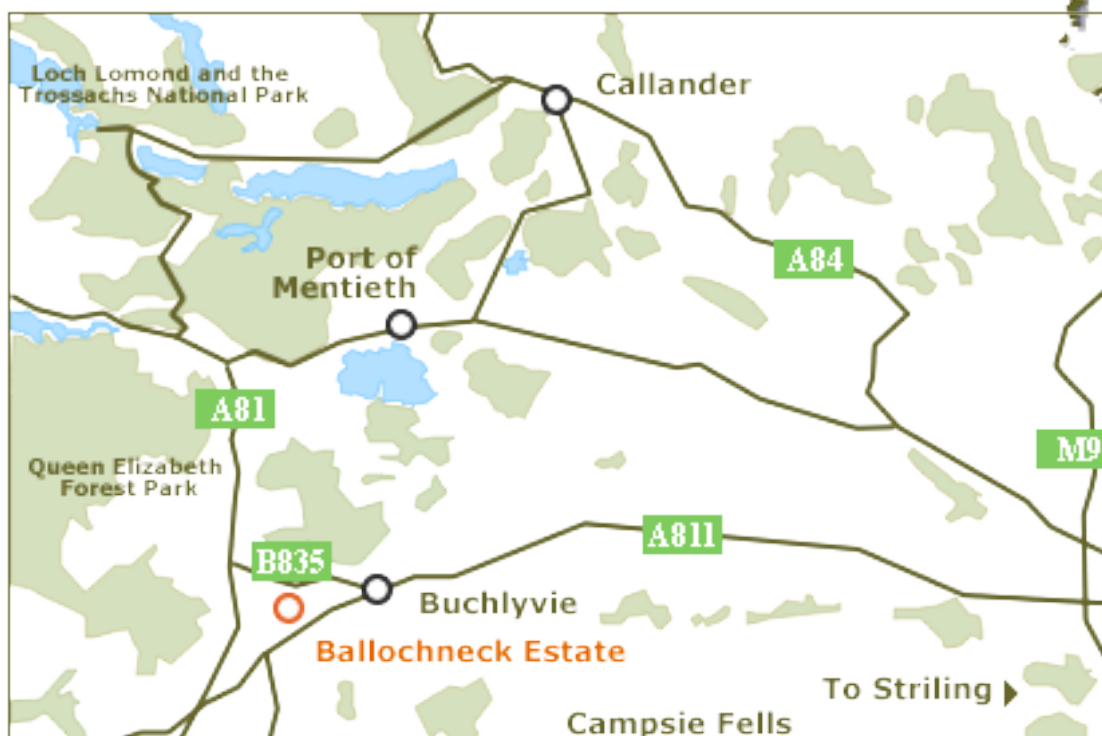 Loch Lomond and the
Trossachs National Park
Callander
Port of
Mentieth
A84
A81
M9
Queen Elizabeth
Forest Park
A811
B835
Buchlyvie
Ballochneck Estate
To Striling
Campsie Fells